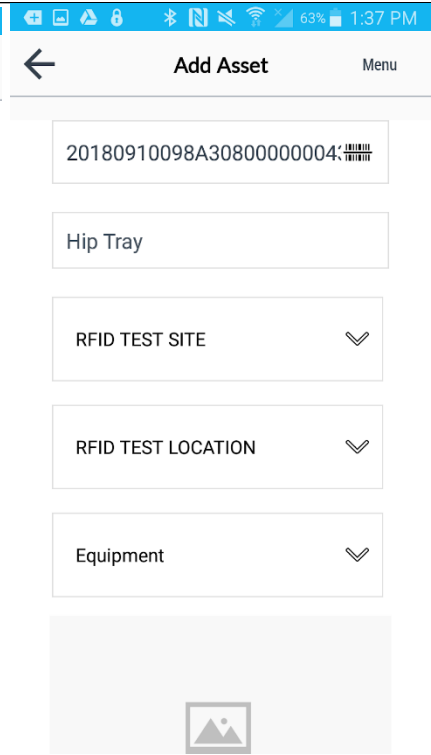 63% 1:37 PM
Add Asset Menu
20180910098A30800000004
Hip Tray
RFID TEST SITE
RFID TEST LOCATION
Equipment